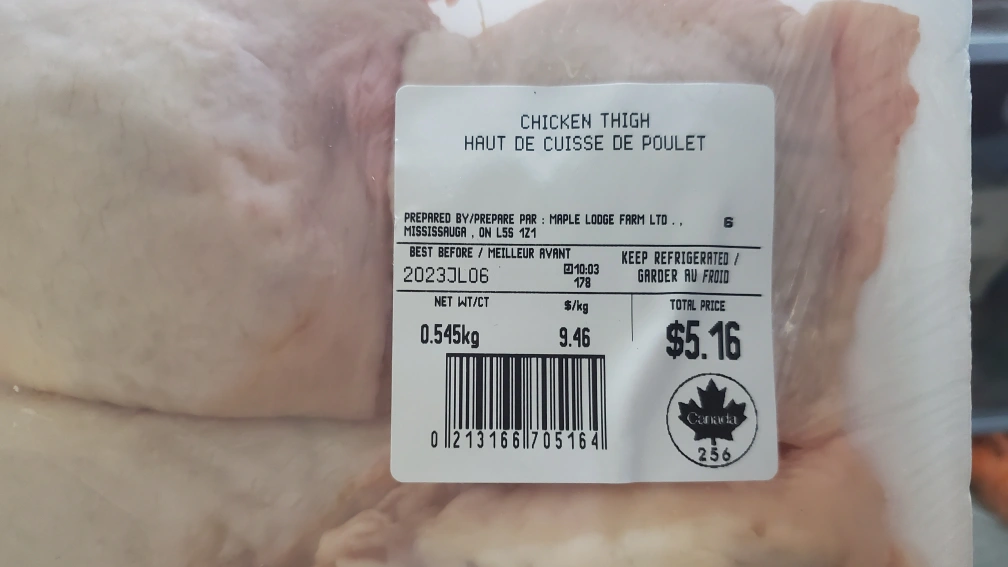 CHICKEN THIGH
HAUT DE CUISSE DE POULET
PREPARED BY/PREPARE PAR : MAPLE LODGE FARM LTD . , 6
MISSISSAUGA , ON L5S 1Z1
BEST BEFORE / MEILLEUR AVANT
2023JL06
10:03
178
KEEP REFRIGERATED /
GARDER AU FROID
NET WT/CT
0.545kg
$/kg
9.46
TOTAL PRICE
$5.16
0 213166 705164
Canada
256